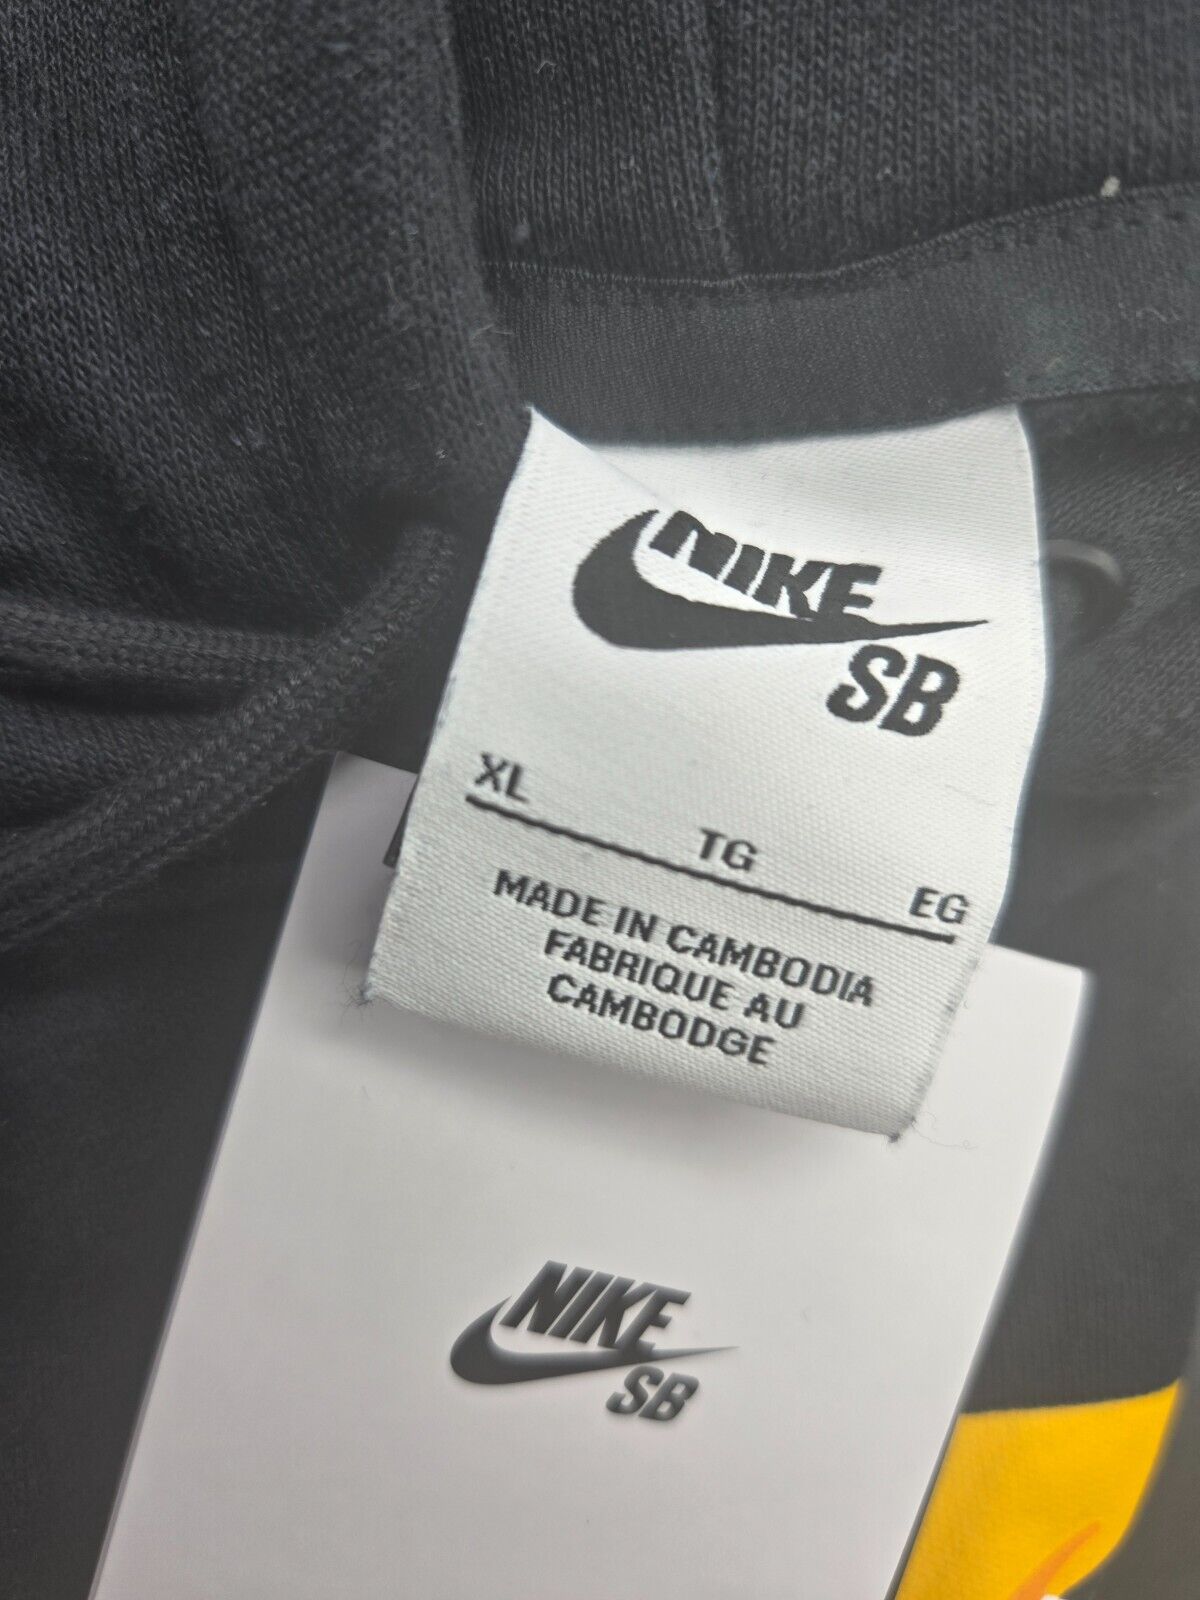 NIKE
SB
XL
TG
EG
MADE IN CAMBODIA
FABRIQUE AU
CAMBODGE
NIKE
SB